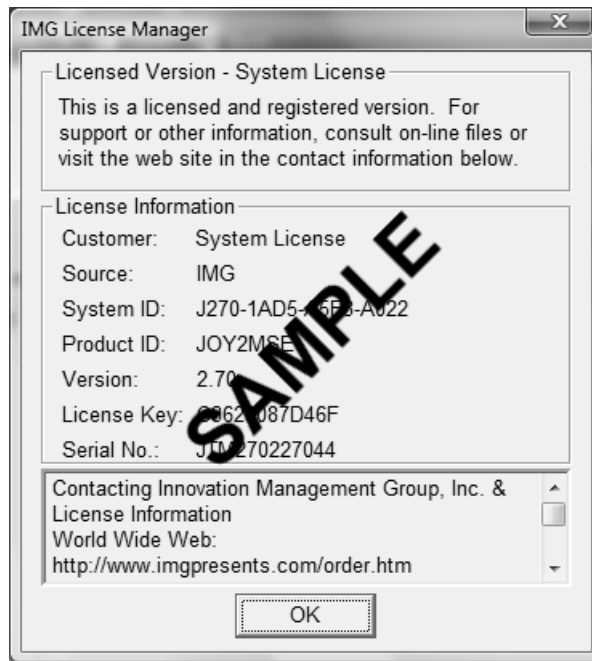 IMG License Manager
Licensed Version - System License
This is a licensed and registered version. For
support or other information, consult on-line files or
visit the web site in the contact information below.
License Information
Customer: System License
Source: IMG
System ID:
Product ID:
Version: 2.70
License Key:
Serial No.:
SAMPLE
Contacting Innovation Management Group, Inc. &
License Information
World Wide Web:
http://www.imgpresents.com/order.htm
OK